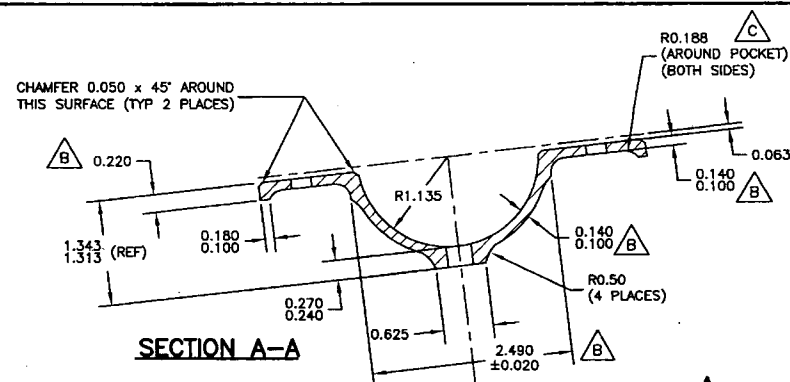 C
R0.188
(AROUND POCKET)
(BOTH SIDES)
CHAMFER 0.050 x 45° AROUND
THIS SURFACE (TYP 2 PLACES)
B 0.220
0.063
0.140
0.100 B
R1.135
1.343
1.313 (REF)
0.180
0.100
0.140
0.100 B
R0.50
(4 PLACES)
0.270
0.240
0.625
2.490
±0.020 B
SECTION A-A
A